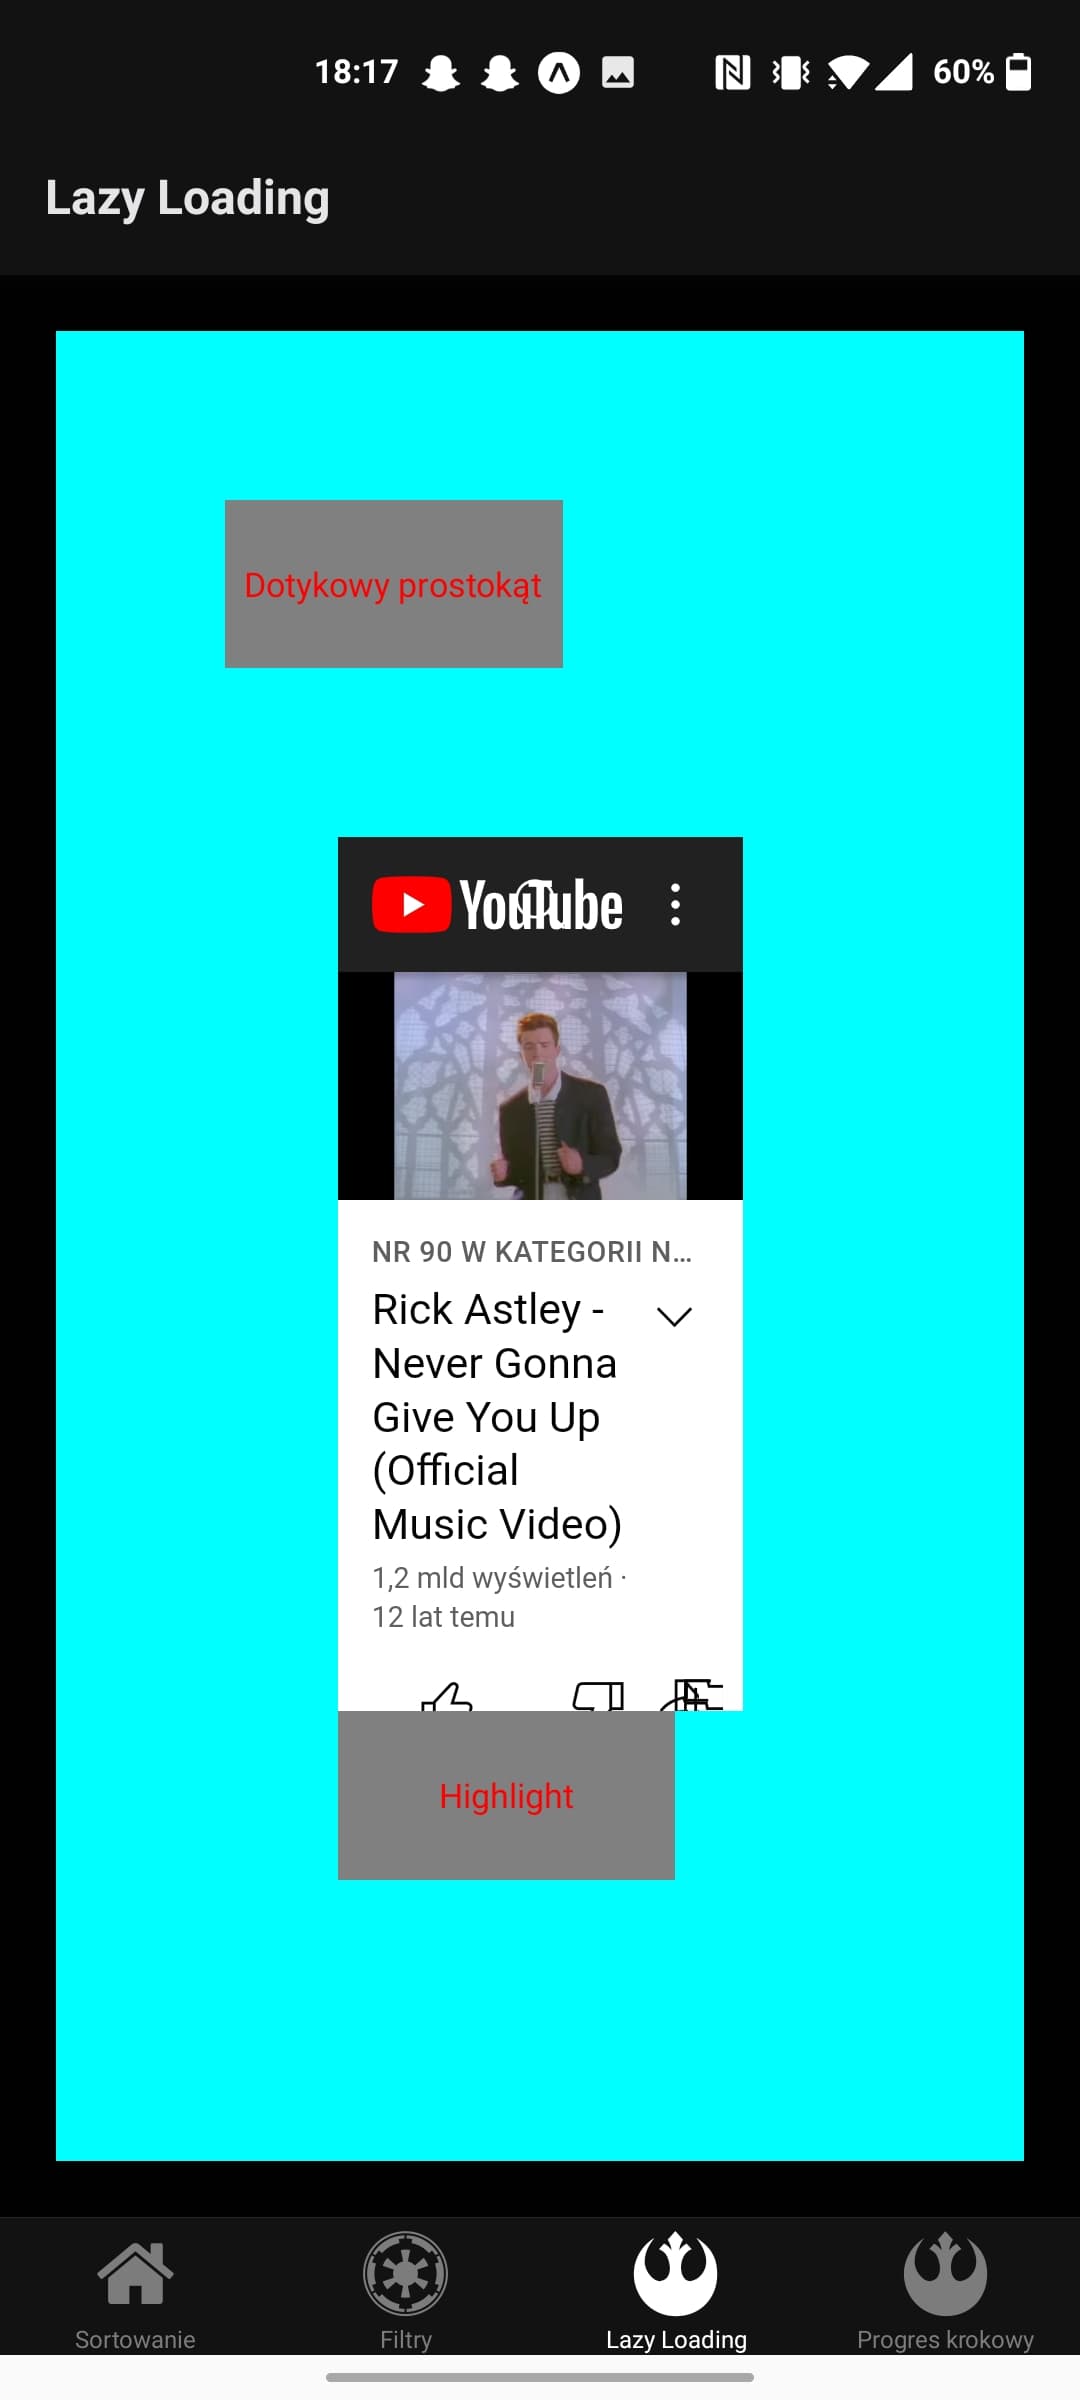 18:17
60%
Lazy Loading
Dotykowy prostokąt
YouTube
NR 90 W KATEGORII N...
Rick Astley -
Never Gonna
Give You Up
(Official
Music Video)
1,2 mld wyświetleń ·
12 lat temu
Highlight
Sortowanie
Filtry
Lazy Loading
Progres krokowy